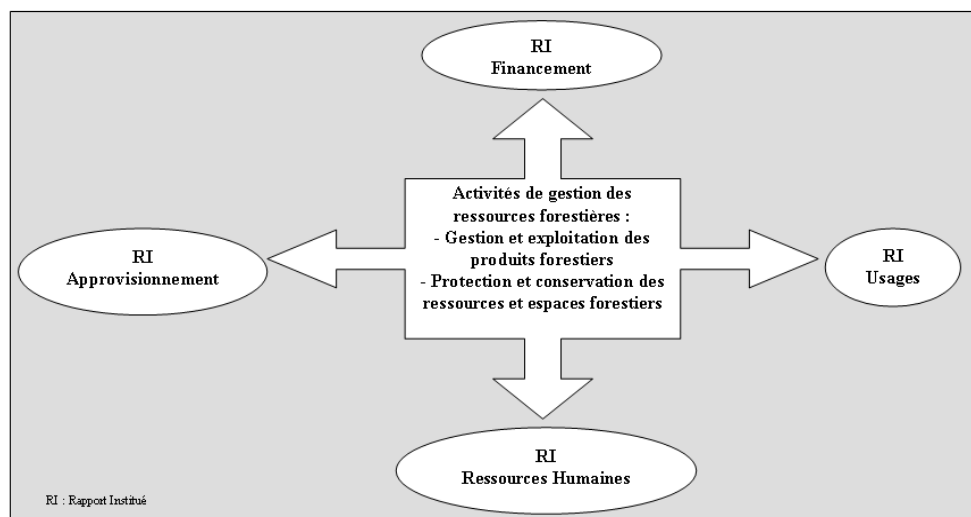 RI
Financement
Activités de gestion des
ressources forestières :
- Gestion et exploitation des
produits forestiers
- Protection et conservation des
ressources et espaces forestiers
RI
Approvisionnement
RI
Usages
RI
Ressources Humaines
RI : Rapport Institué